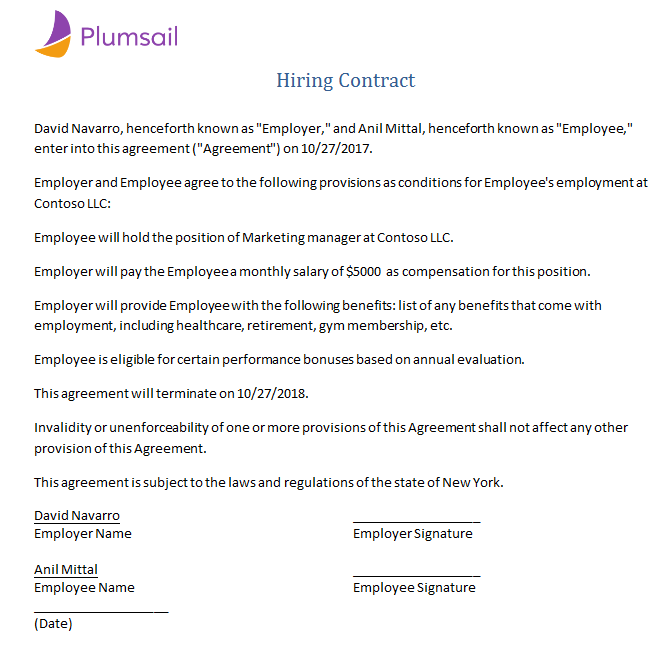 Plumsail
Hiring Contract
David Navarro, henceforth known as "Employer," and Anil Mittal, henceforth known as "Employee,"
enter into this agreement ("Agreement") on 10/27/2017.
Employer and Employee agree to the following provisions as conditions for Employee's employment at
Contoso LLC:
Employee will hold the position of Marketing manager at Contoso LLC.
Employer will pay the Employee a monthly salary of $5000  as compensation for this position.
Employer will provide Employee with the following benefits: list of any benefits that come with
employment, including healthcare, retirement, gym membership, etc.
Employee is eligible for certain performance bonuses based on annual evaluation.
This agreement will terminate on 10/27/2018.
Invalidity or unenforceability of one or more provisions of this Agreement shall not affect any other
provision of this Agreement.
This agreement is subject to the laws and regulations of the state of New York.
David Navarro
Employer Name Employer Signature
Anil Mittal
Employee Name Employee Signature
(Date)